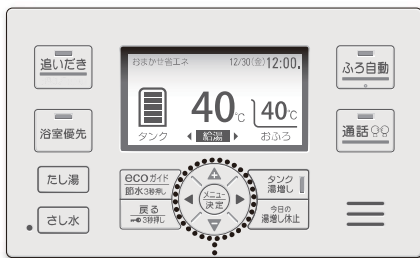 追いだき
浴室優先
たし湯
さし水
おまかせ省エネ 12/30(金)12:00
40℃ 40℃
タンク 給湯 おふろ
ecoガイド
節水3秒押し
戻る
3秒押し
メニュー
決定
タンク
湯増し
今日の
湯増し休止
ふろ自動
通話